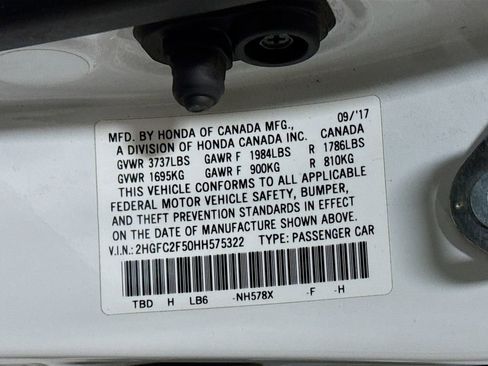 MFD. BY HONDA OF CANADA MFG., 09/'17
A DIVISION OF HONDA CANADA INC. CANADA
GVWR 3737LBS GAWR F 1984LBS R 1786LBS
GVWR 1695KG GAWR F 900KG R 810KG
THIS VEHICLE CONFORMS TO ALL APPLICABLE
FEDERAL MOTOR VEHICLE SAFETY, BUMPER,
AND THEFT PREVENTION STANDARDS IN EFFECT
ON THE DATE OF MANUFACTURE SHOWN ABOVE.
V.I.N.: 2HGFC2F50HH575322 TYPE: PASSENGER CAR
TBD H LB6 -NH578X -F -H